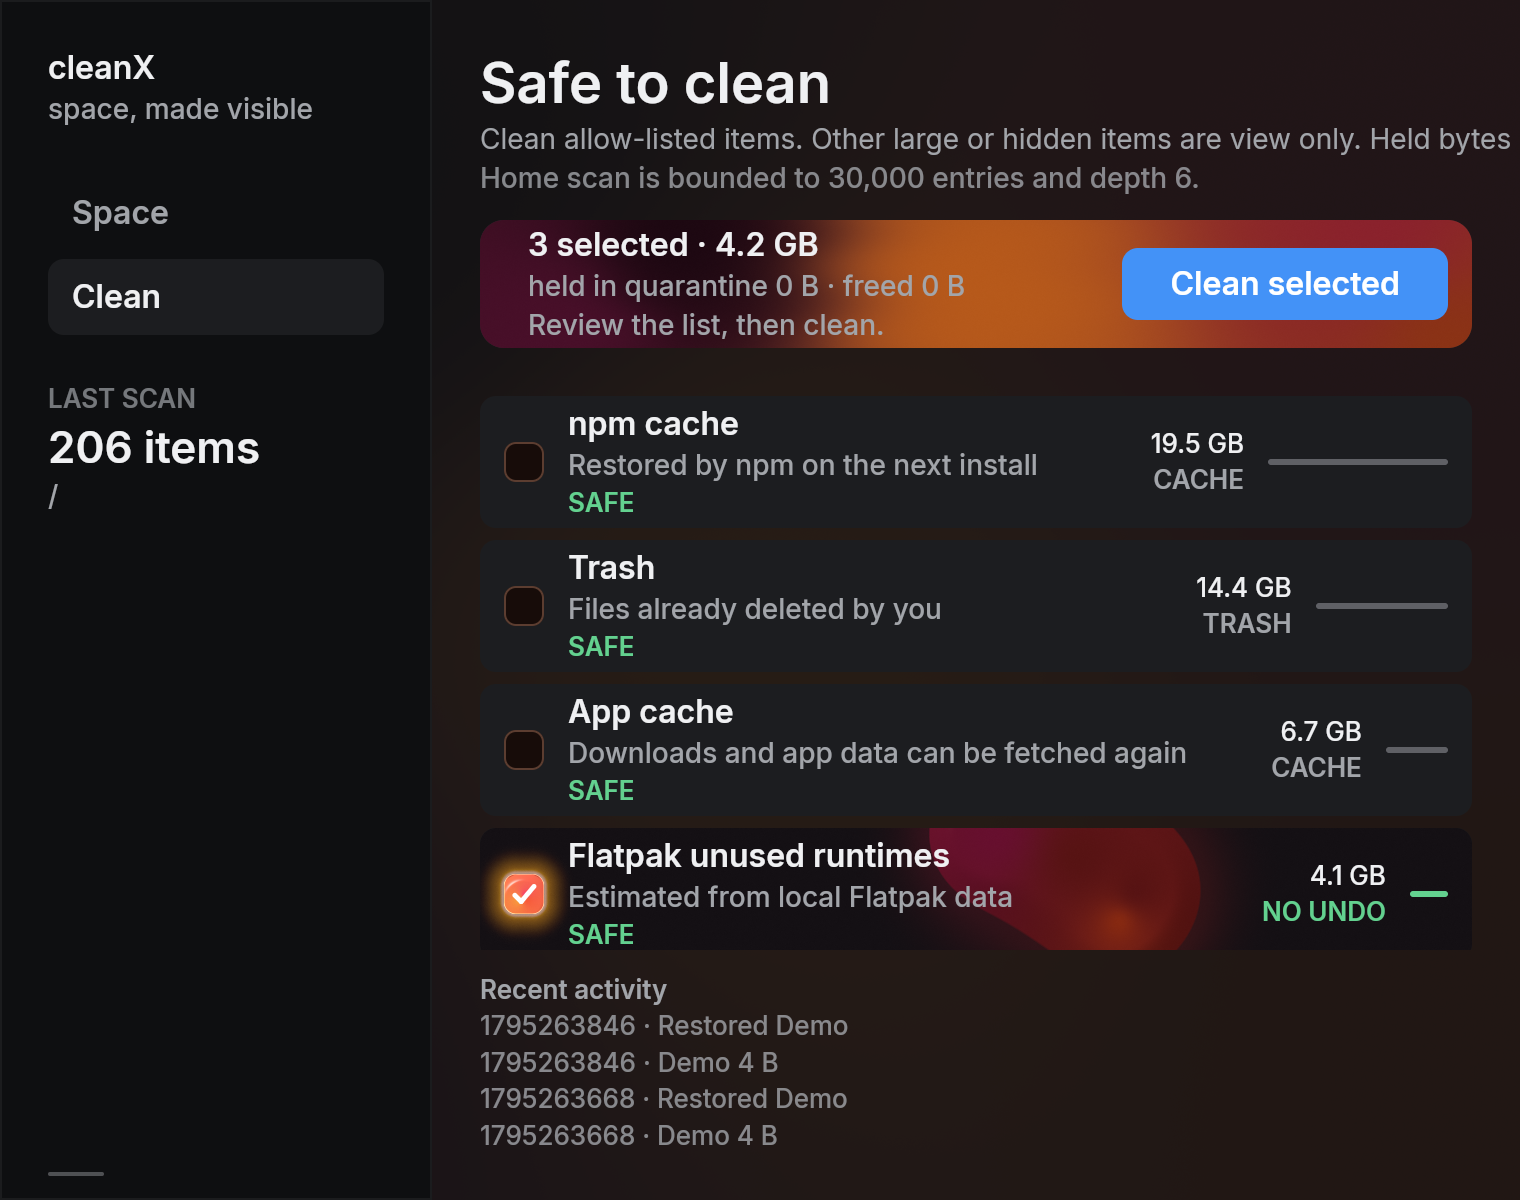 cleanX
space, made visible
Space
Clean
LAST SCAN
206 items
/
Safe to clean
Clean allow-listed items. Other large or hidden items are view only. Held bytes
Home scan is bounded to 30,000 entries and depth 6.
3 selected · 4.2 GB
held in quarantine 0 B · freed 0 B
Review the list, then clean.
Clean selected
npm cache
Restored by npm on the next install
SAFE
19.5 GB
CACHE
Trash
Files already deleted by you
SAFE
14.4 GB
TRASH
App cache
Downloads and app data can be fetched again
SAFE
6.7 GB
CACHE
Flatpak unused runtimes
Estimated from local Flatpak data
SAFE
4.1 GB
NO UNDO
Recent activity
1795263846 · Restored Demo
1795263846 · Demo 4 B
1795263668 · Restored Demo
1795263668 · Demo 4 B